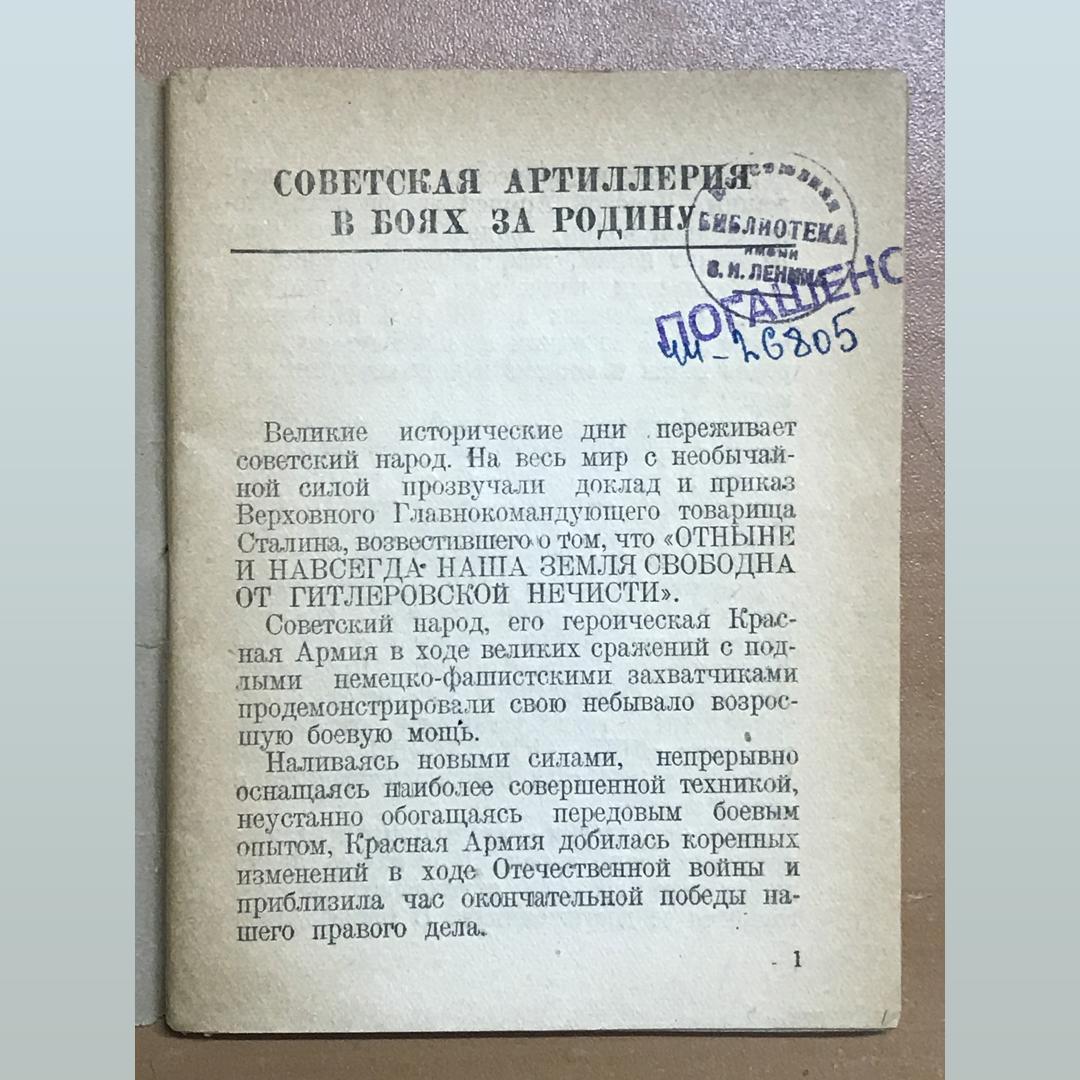 СОВЕТСКАЯ АРТИЛЛЕРИЯ
В БОЯХ ЗА РОДИНУ
БИБЛИОТЕКА
имени
В. И. ЛЕНИНА
ПОГАШЕНО
26805
Великие исторические дни переживает
советский народ. На весь мир с необычай-
ной силой прозвучали доклад и приказ
Верховного Главнокомандующего товарища
Сталина, возвестившего о том, что «ОТНЫНЕ
И НАВСЕГДА НАША ЗЕМЛЯ СВОБОДНА
ОТ ГИТЛЕРОВСКОЙ НЕЧИСТИ».
Советский народ, его героическая Крас-
ная Армия в ходе великих сражений с под-
лыми немецко-фашистскими захватчиками
продемонстрировали свою небывало возрос-
шую боевую мощь.
Наливаясь новыми силами, непрерывно
оснащаясь наиболее совершенной техникой,
неустанно обогащаясь передовым боевым
опытом, Красная Армия добилась коренных
изменений в ходе Отечественной войны и
приблизила час окончательной победы на-
шего правого дела.
1